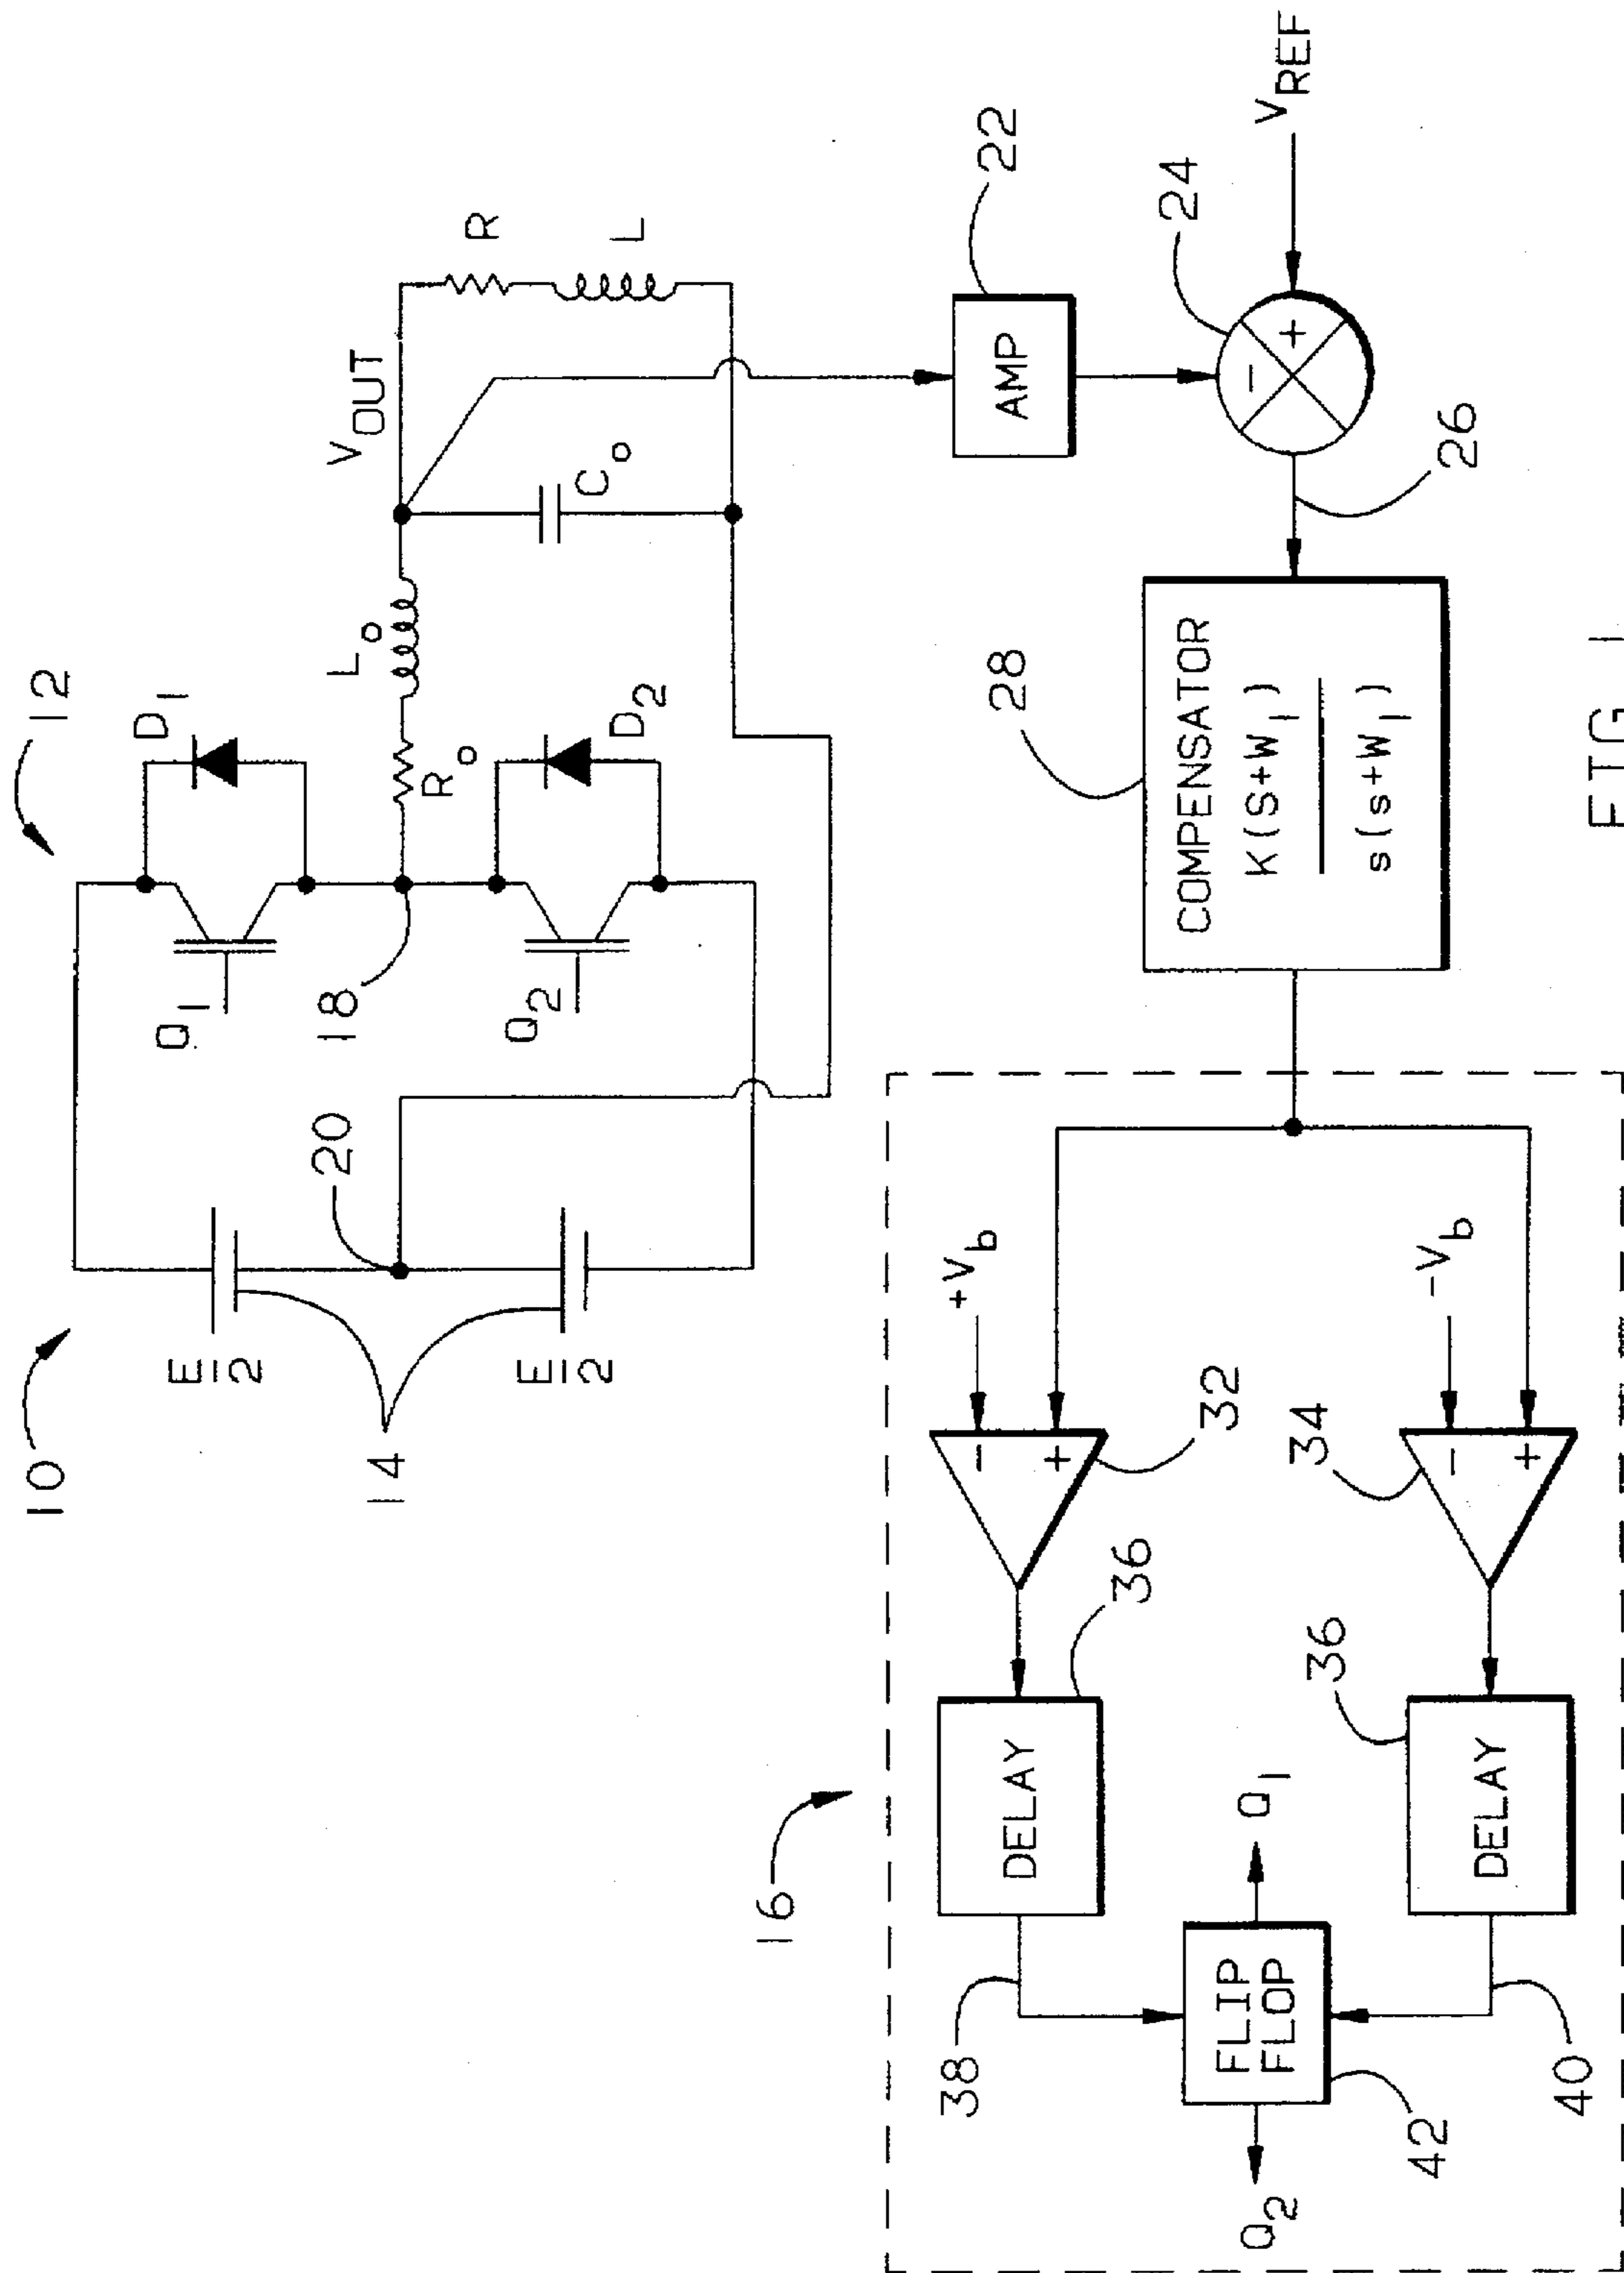 10
12
E
2
E
2
14
20
Q1
Q2
18
D1
D2
Ro
Lo
VOUT
Co
R
L
AMP
22
24
-
+
VREF
26
28
COMPENSATOR
K(S+W1)
s(s+W1)
16
+Vb
-
+
32
-Vb
-
+
34
DELAY
36
DELAY
36
38
40
FLIP
FLOP
42
Q1
Q2
FIG 1